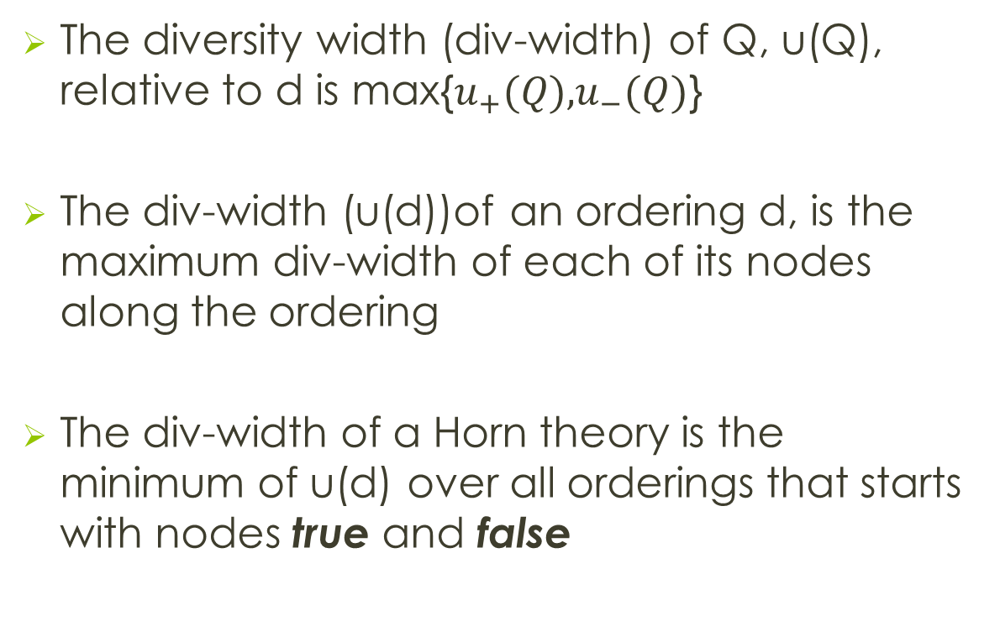 The diversity width (div-width) of Q, u(Q),
relative to d is max{𝑢₊(𝑄),𝑢₋(𝑄)}
The div-width (u(d))of an ordering d, is the
maximum div-width of each of its nodes
along the ordering
The div-width of a Horn theory is the
minimum of u(d) over all orderings that starts
with nodes true and false